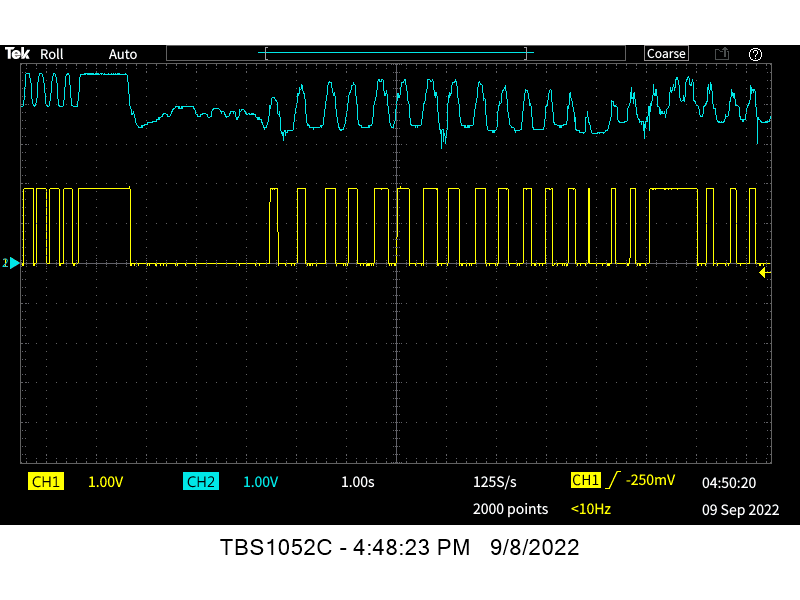 Tek Roll Auto Coarse
CH1 1.00V CH2 1.00V 1.00s 125S/s CH1 -250mV 04:50:20
2000 points <10Hz 09 Sep 2022
TBS1052C - 4:48:23 PM 9/8/2022